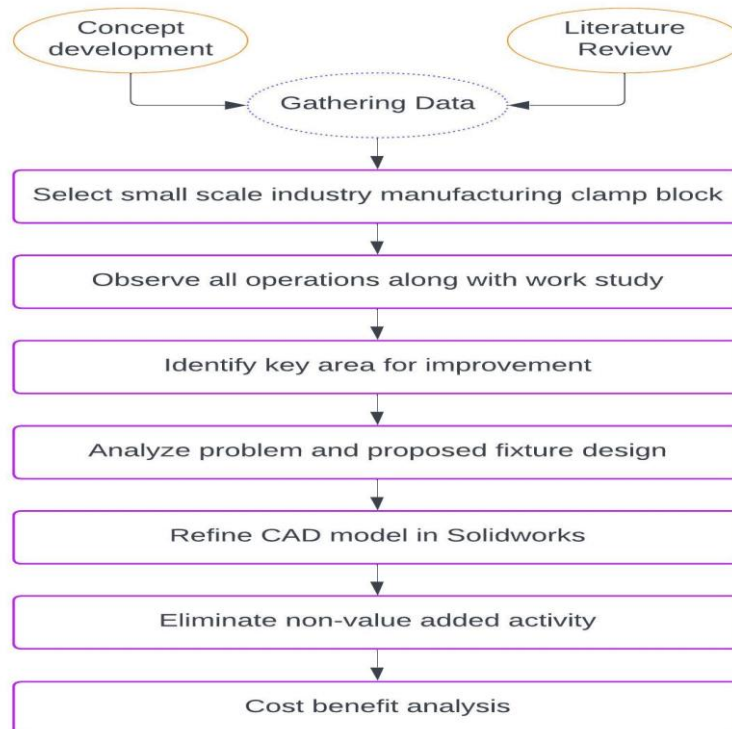 Concept
development
Literature
Review
Gathering Data
Select small scale industry manufacturing clamp block
Observe all operations along with work study
Identify key area for improvement
Analyze problem and proposed fixture design
Refine CAD model in Solidworks
Eliminate non-value added activity
Cost benefit analysis